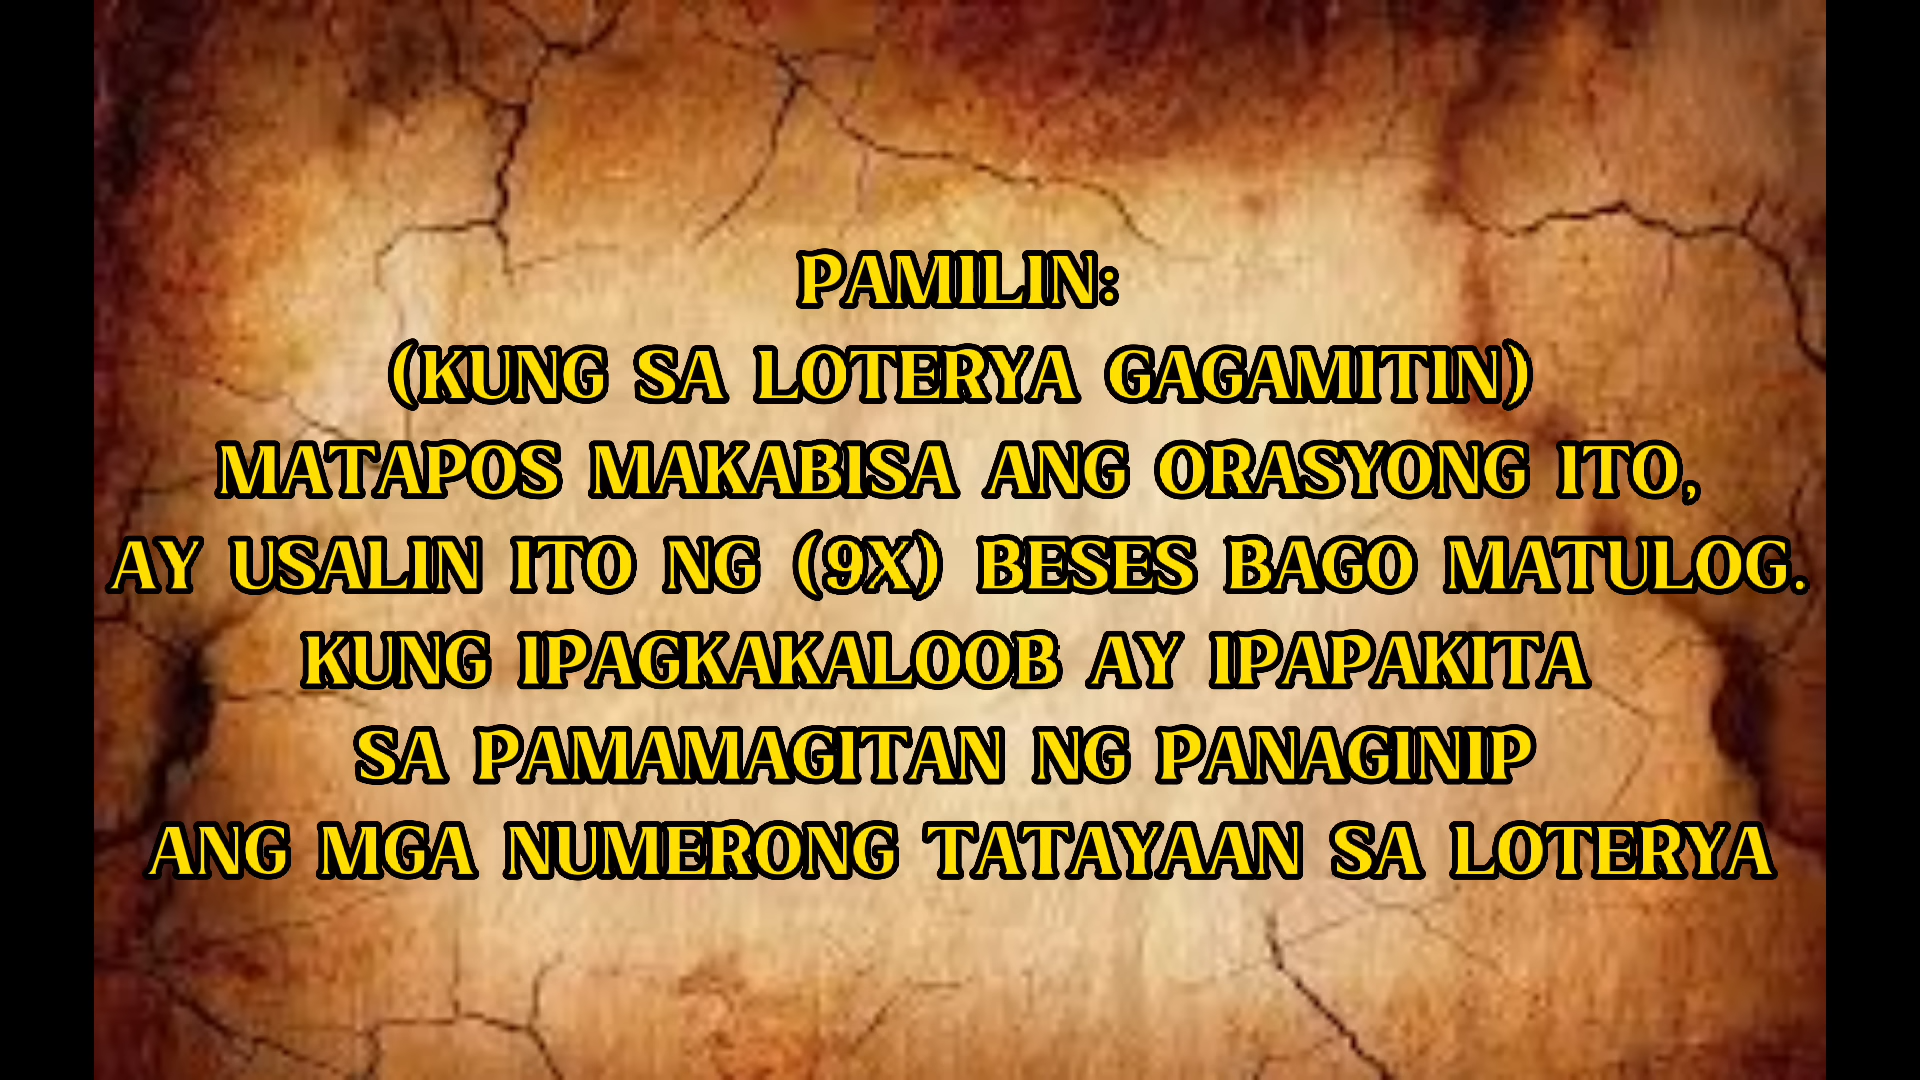 PAMILIN:
(KUNG SA LOTERYA GAGAMITIN)
MATAPOS MAKABISA ANG ORASYONG ITO,
AY USALIN ITO NG (9X) BESES BAGO MATULOG.
KUNG IPAGKAKALOOB AY IPAPAKITA
SA PAMAMAGITAN NG PANAGINIP
ANG MGA NUMERONG TATAYAAN SA LOTERYA